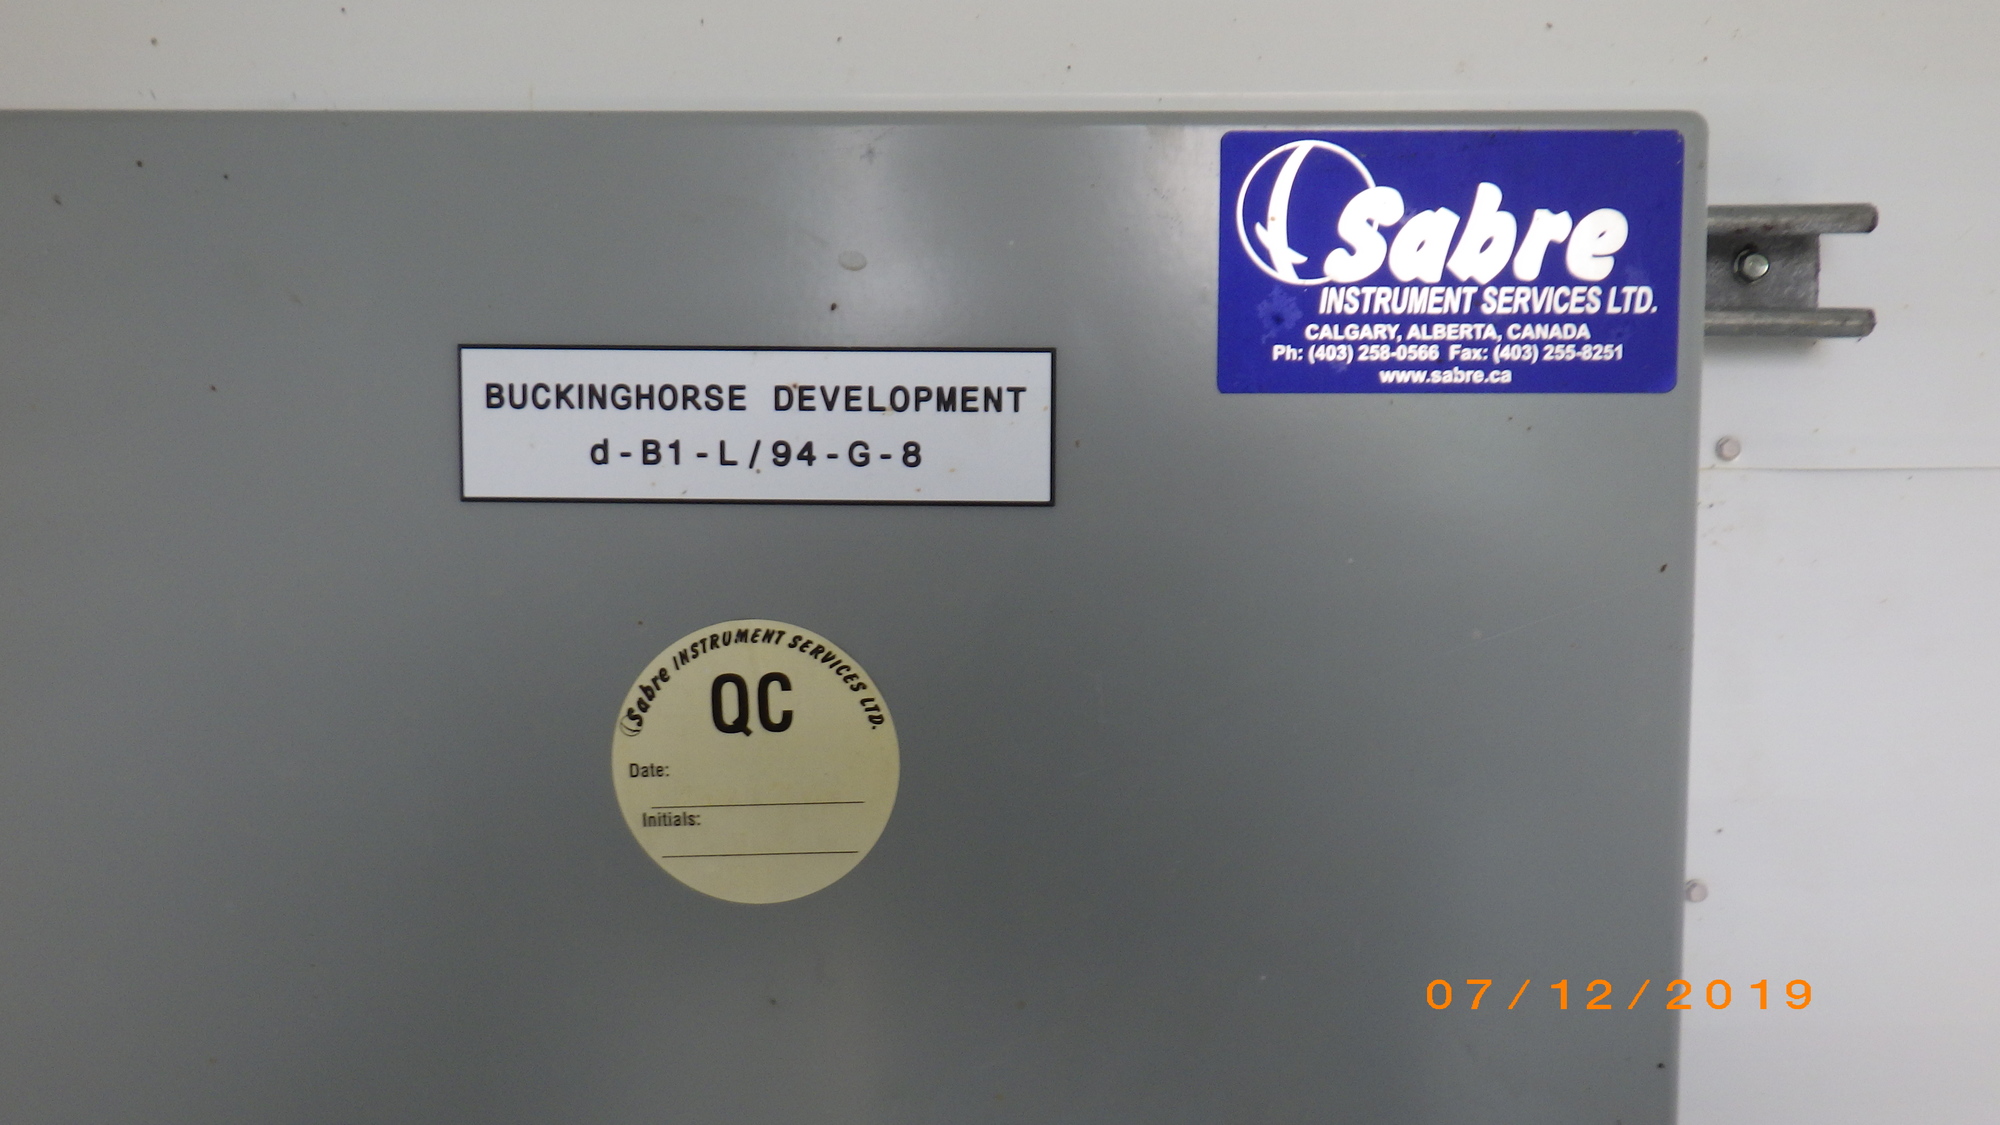 Sabre
INSTRUMENT SERVICES LTD.
CALGARY, ALBERTA, CANADA
Ph: (403) 258-0566 Fax: (403) 255-8251
www.sabre.ca
BUCKINGHORSE DEVELOPMENT
d-B1-L/94-G-8
Sabre INSTRUMENT SERVICES LTD.
QC
Date:
Initials:
07/12/2019